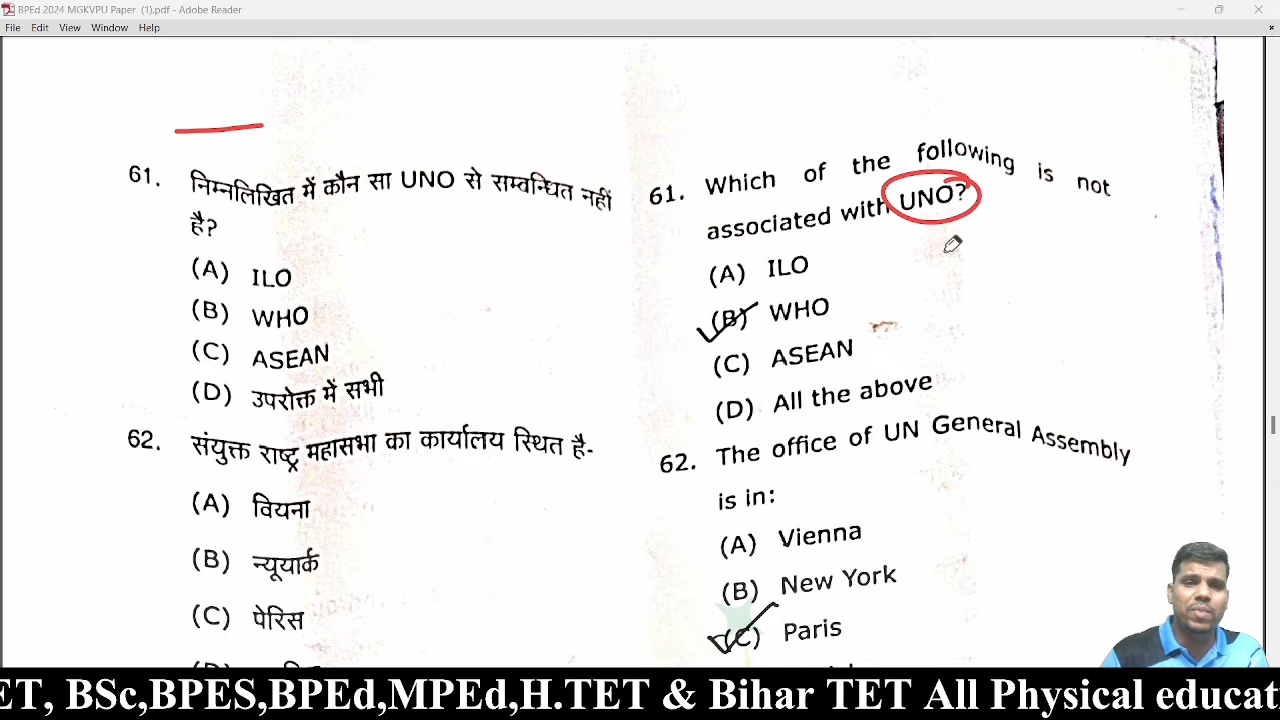 BPEd 2024 MGKVPU Paper (1).pdf - Adobe Reader
File Edit View Window Help
61. निम्नलिखित में कौन सा UNO से सम्वन्धित नहीं
है?
(A) ILO
(B) WHO
(C) ASEAN
(D) उपरोक्त में सभी
62. संयुक्त राष्ट्र महासभा का कार्यालय स्थित है-
(A) वियना
(B) न्यूयार्क
(C) पेरिस
61. Which of the following is not
associated with UNO?
(A) ILO
(B) WHO
(C) ASEAN
(D) All the above
62. The office of UN General Assembly
is in:
(A) Vienna
(B) New York
(C) Paris
ET, BSc,BPES,BPEd,MPEd,H.TET & Bihar TET All Physical educat